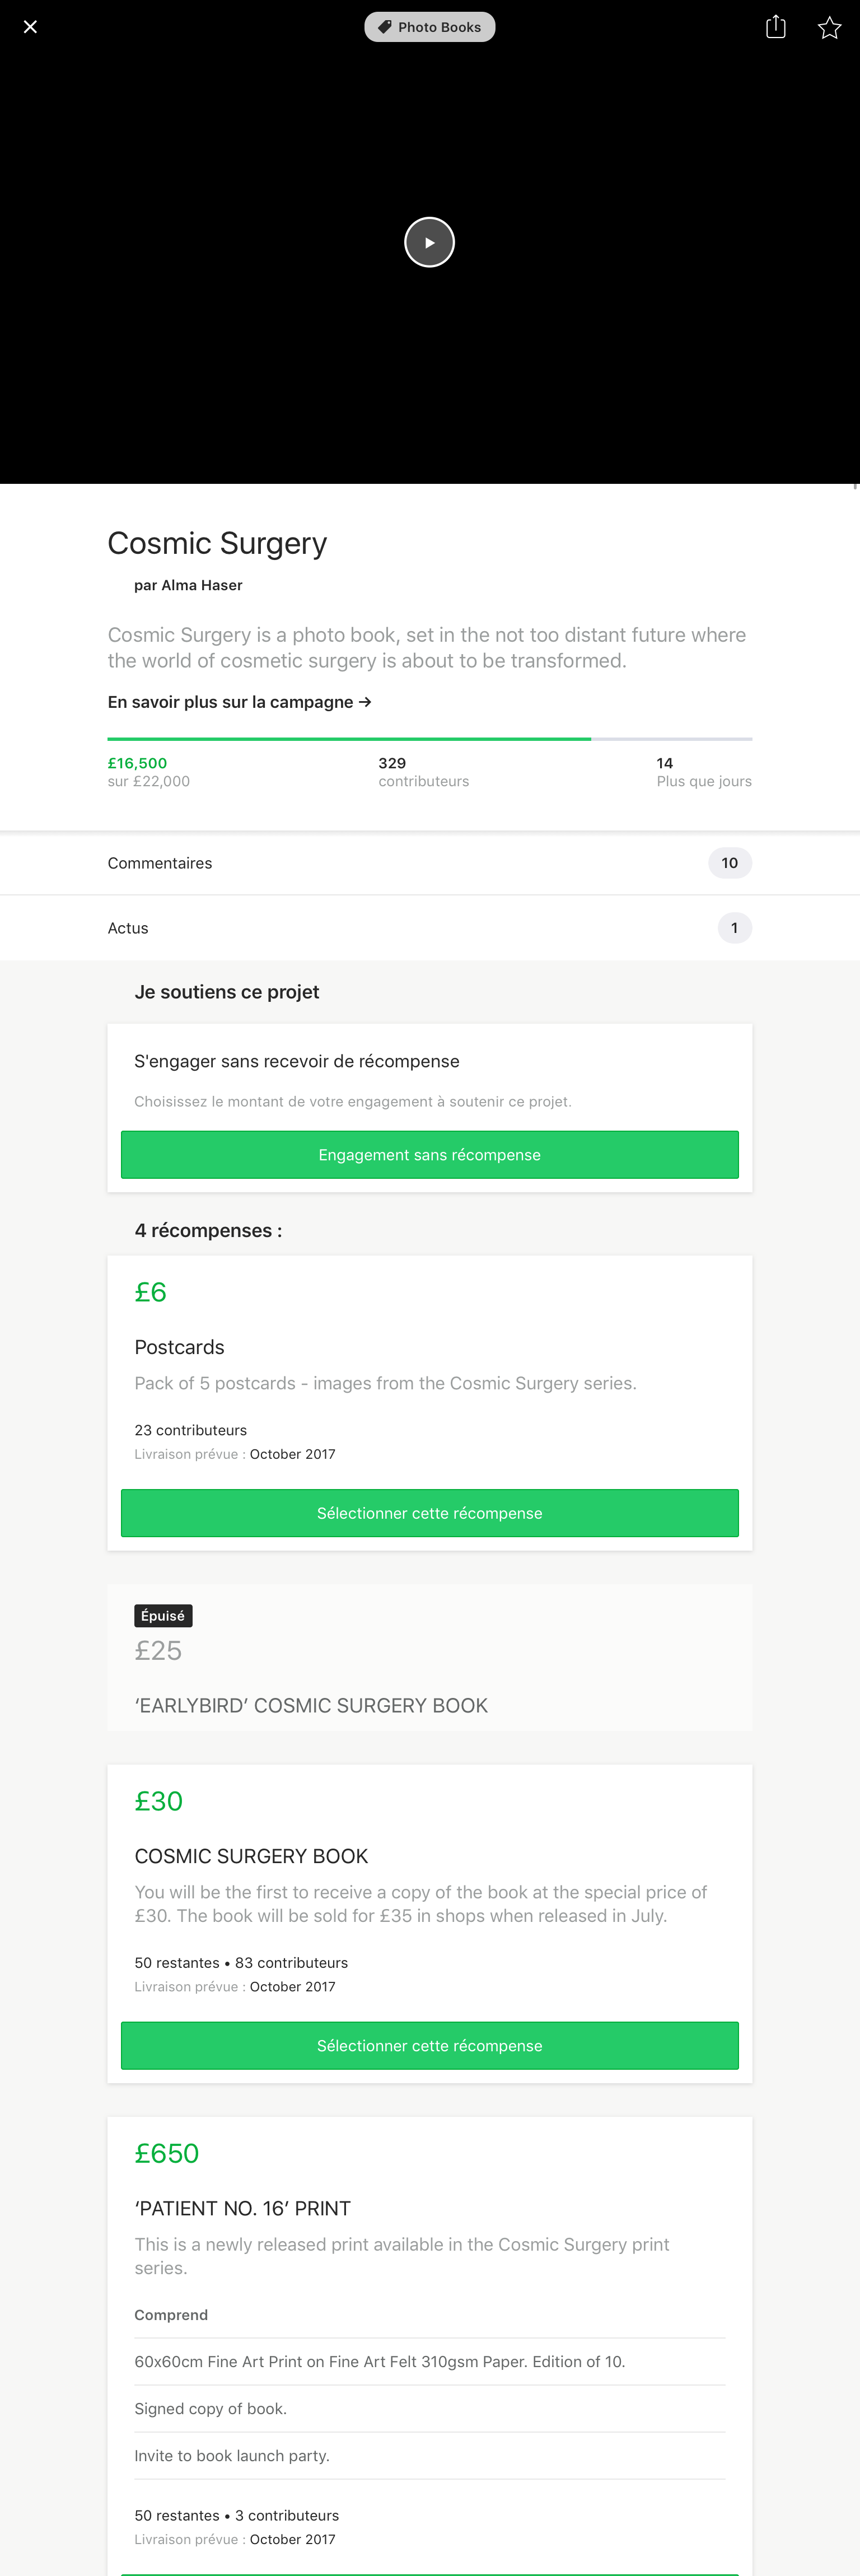 Photo Books
Cosmic Surgery
par Alma Haser
Cosmic Surgery is a photo book, set in the not too distant future where
the world of cosmetic surgery is about to be transformed.
En savoir plus sur la campagne →
£16,500
sur £22,000
329
contributeurs
14
Plus que jours
Commentaires
10
Actus
1
Je soutiens ce projet
S'engager sans recevoir de récompense
Choisissez le montant de votre engagement à soutenir ce projet.
Engagement sans récompense
4 récompenses :
£6
Postcards
Pack of 5 postcards - images from the Cosmic Surgery series.
23 contributeurs
Livraison prévue : October 2017
Sélectionner cette récompense
Épuisé
£25
‘EARLYBIRD’ COSMIC SURGERY BOOK
£30
COSMIC SURGERY BOOK
You will be the first to receive a copy of the book at the special price of
£30. The book will be sold for £35 in shops when released in July.
50 restantes • 83 contributeurs
Livraison prévue : October 2017
Sélectionner cette récompense
£650
‘PATIENT NO. 16’ PRINT
This is a newly released print available in the Cosmic Surgery print
series.
Comprend
60x60cm Fine Art Print on Fine Art Felt 310gsm Paper. Edition of 10.
Signed copy of book.
Invite to book launch party.
50 restantes • 3 contributeurs
Livraison prévue : October 2017